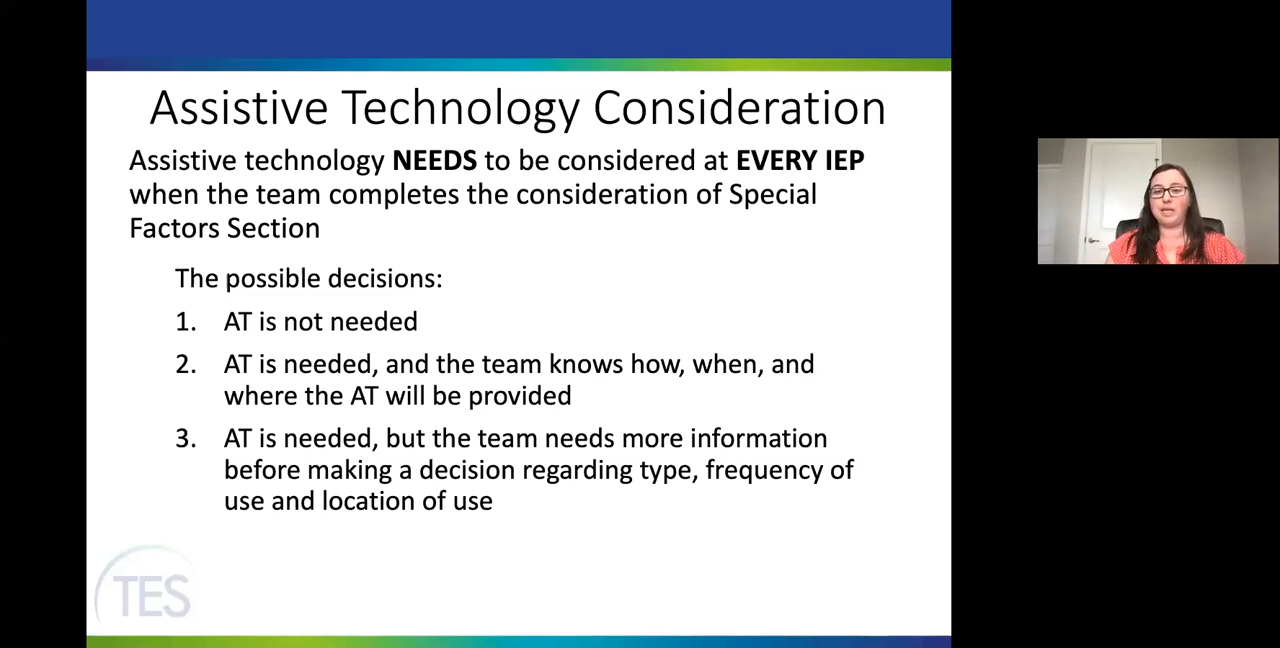 Assistive Technology Consideration
Assistive technology NEEDS to be considered at EVERY IEP
when the team completes the consideration of Special
Factors Section
The possible decisions:
1. AT is not needed
2. AT is needed, and the team knows how, when, and
where the AT will be provided
3. AT is needed, but the team needs more information
before making a decision regarding type, frequency of
use and location of use
TES